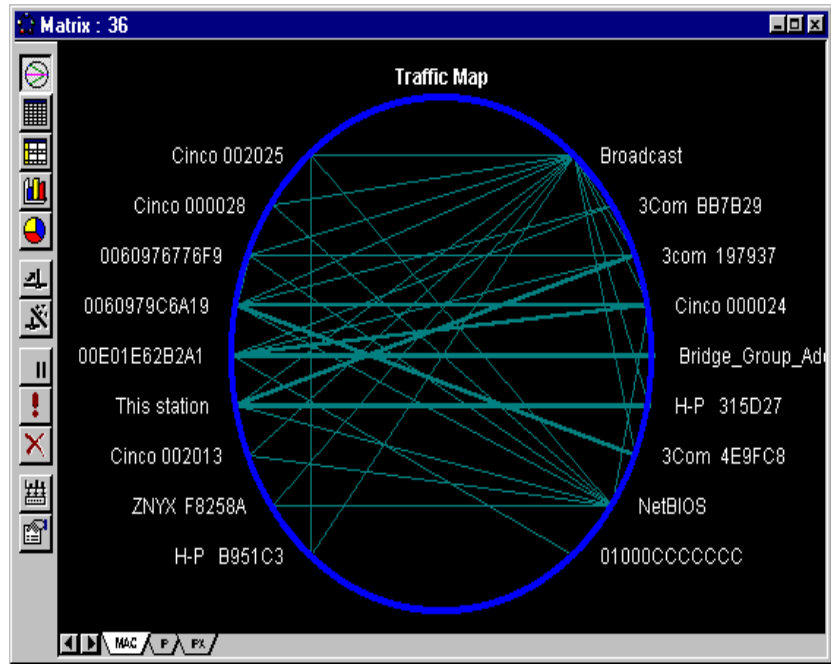 Matrix : 36
Traffic Map
Cinco 002025
Broadcast
Cinco 000028
3Com BB7B29
0060976776F9
3com 197937
0060979C6A19
Cinco 000024
00E01E62B2A1
Bridge_Group_Ad
This station
H-P 315D27
Cinco 002013
3Com 4E9FC8
ZNYX F8258A
NetBIOS
H-P B951C3
01000CCCCCCC
MAC
IP
IPX